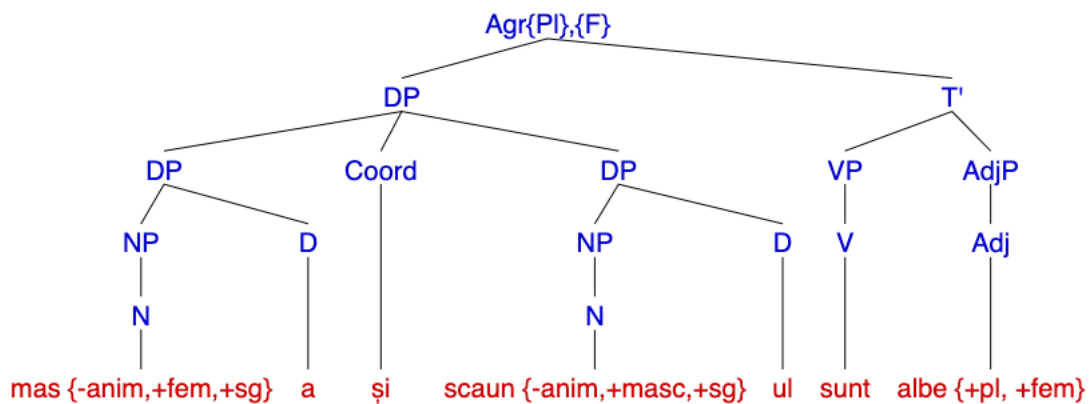 Agr{Pl},{F}
DP T'
DP Coord DP VP AdjP
NP D NP D V Adj
N N
mas {-anim,+fem,+sg} a și scaun {-anim,+masc,+sg} ul sunt albe {+pl, +fem}